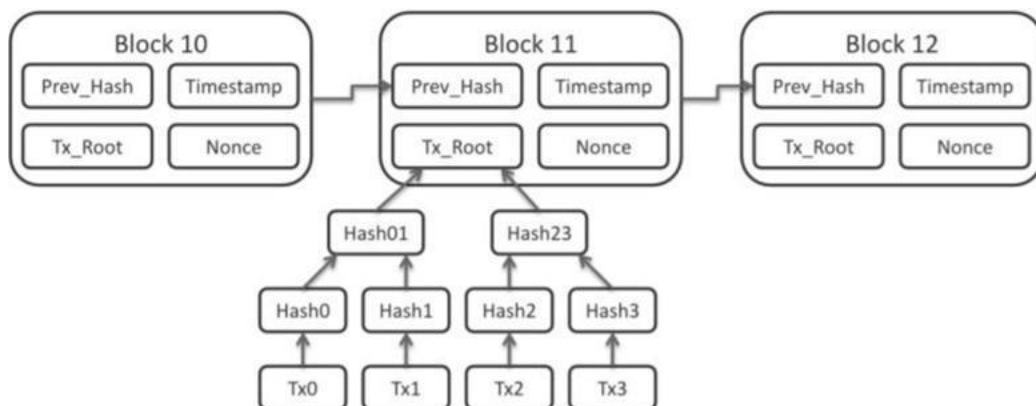 Block 10 Block 11 Block 12
Prev_Hash Timestamp Prev_Hash Timestamp Prev_Hash Timestamp
Tx_Root Nonce Tx_Root Nonce Tx_Root Nonce
Hash01 Hash23
Hash0 Hash1 Hash2 Hash3
Tx0 Tx1 Tx2 Tx3